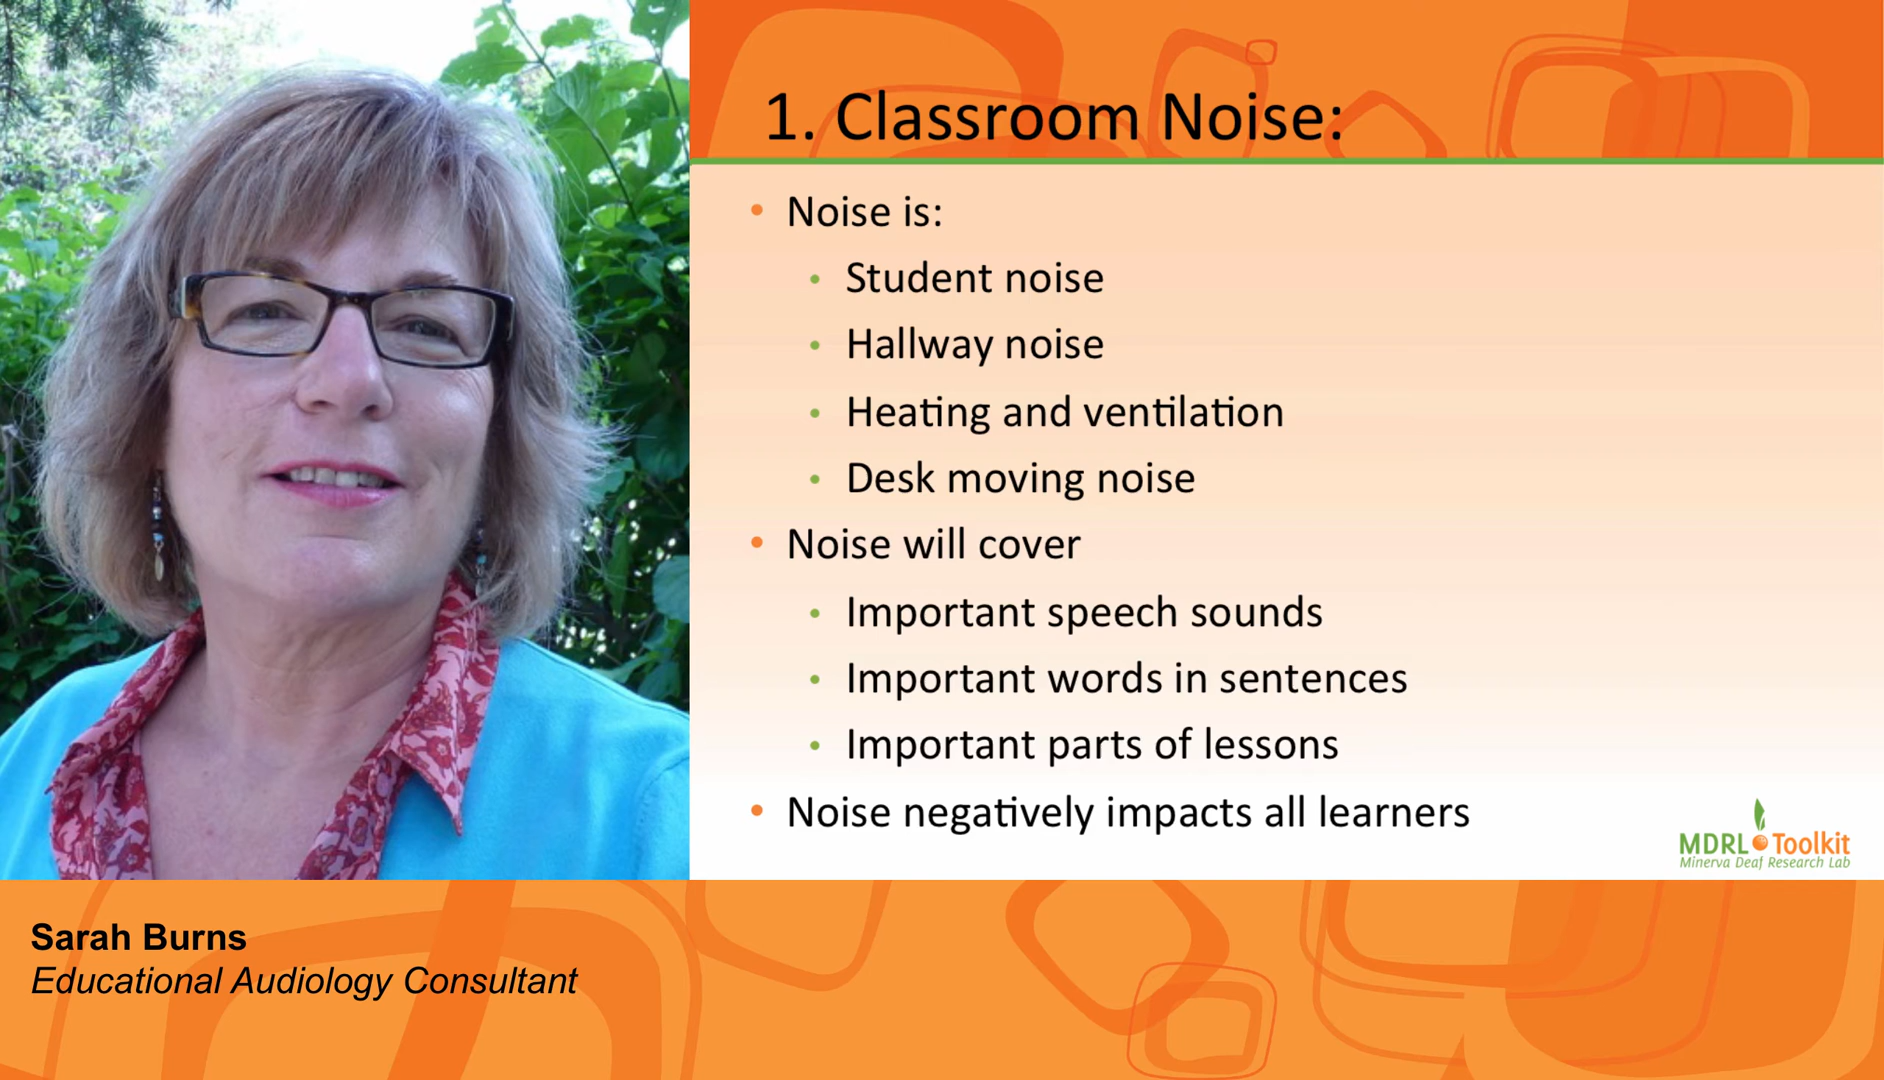 1. Classroom Noise:
• Noise is:
• Student noise
• Hallway noise
• Heating and ventilation
• Desk moving noise
• Noise will cover
• Important speech sounds
• Important words in sentences
• Important parts of lessons
• Noise negatively impacts all learners
MDRL Toolkit
Minerva Deaf Research Lab
Sarah Burns
Educational Audiology Consultant